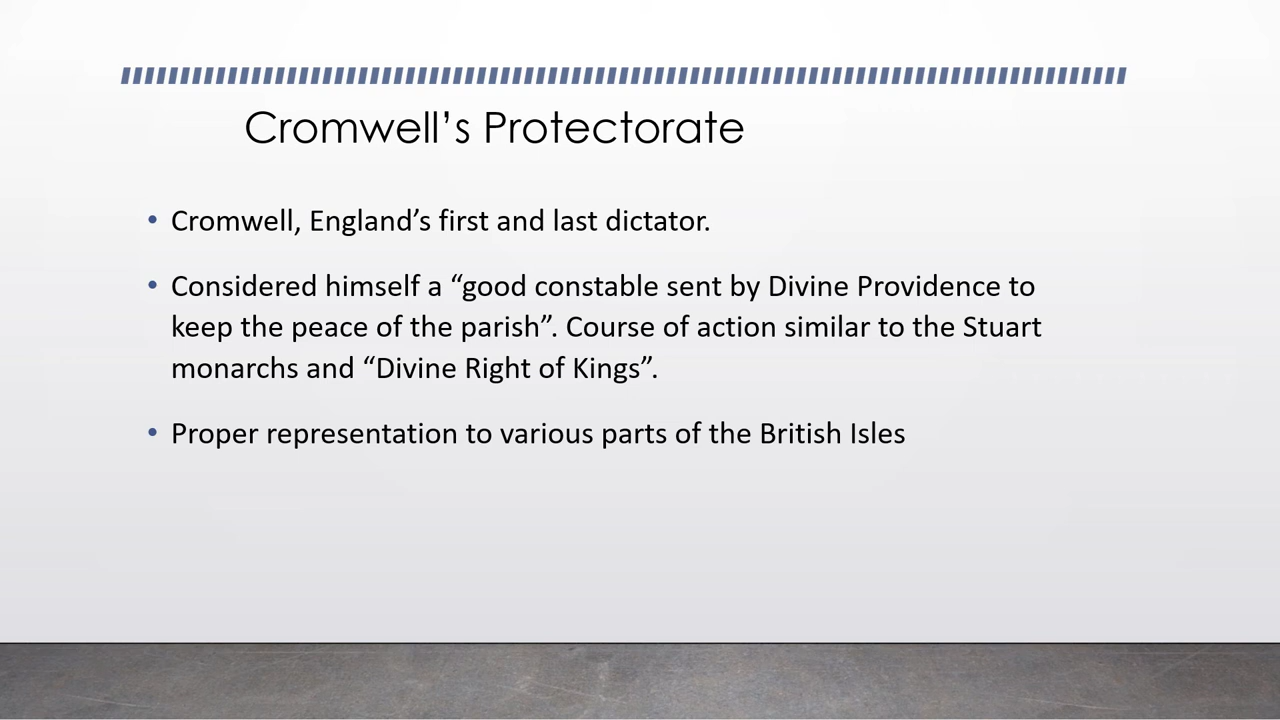 Cromwell’s Protectorate
• Cromwell, England’s first and last dictator.
• Considered himself a “good constable sent by Divine Providence to
keep the peace of the parish”. Course of action similar to the Stuart
monarchs and “Divine Right of Kings”.
• Proper representation to various parts of the British Isles